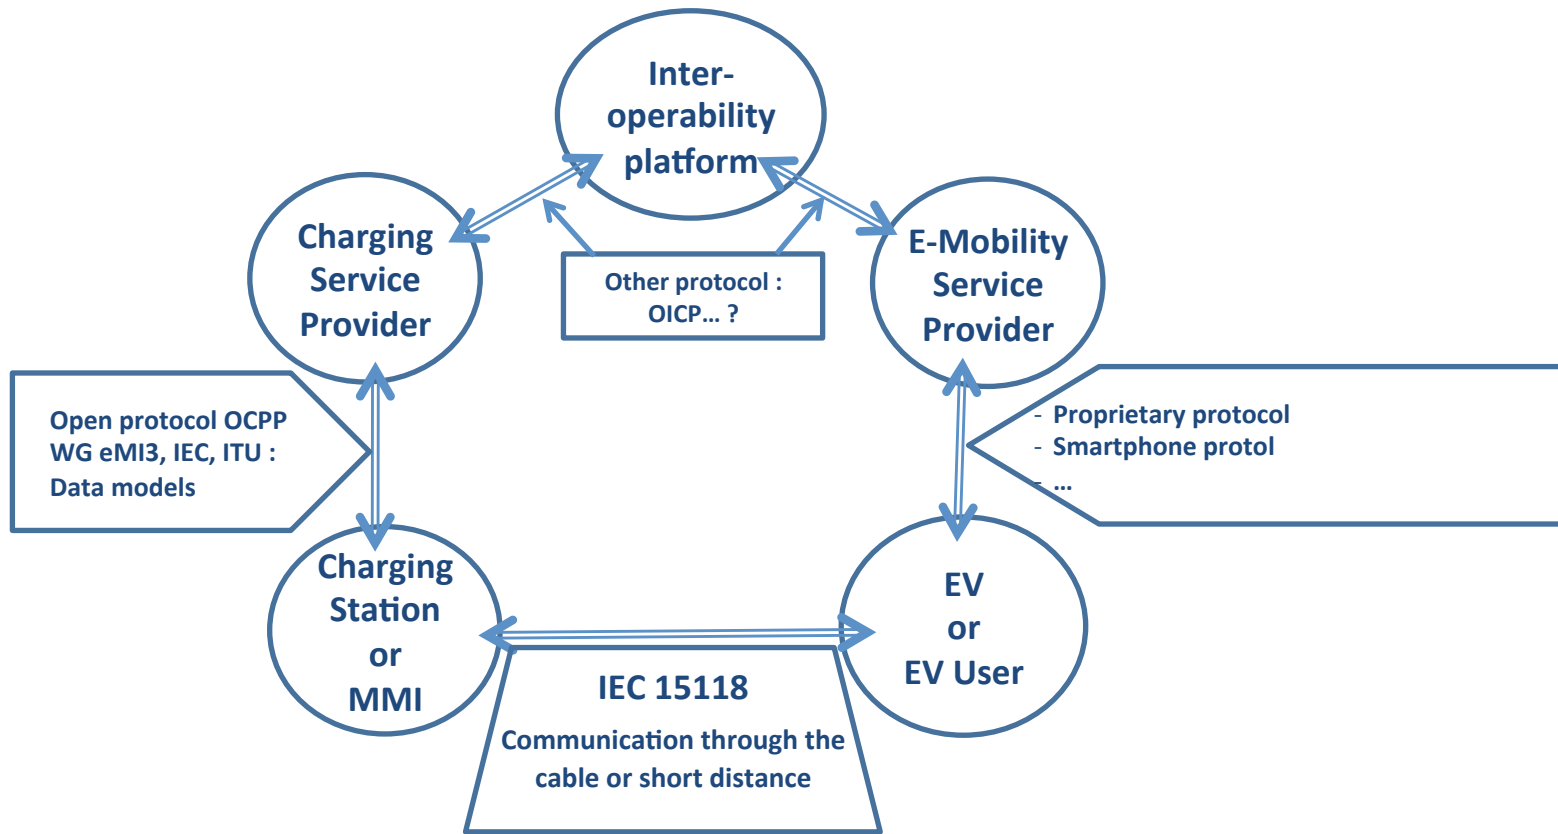 Inter-
operability
platform
Charging
Service
Provider
E-Mobility
Service
Provider
Other protocol :
OICP... ?
Open protocol OCPP
WG eMI3, IEC, ITU :
Data models
- Proprietary protocol
- Smartphone protol
- ...
Charging
Station
or
MMI
EV
or
EV User
IEC 15118
Communication through the
cable or short distance